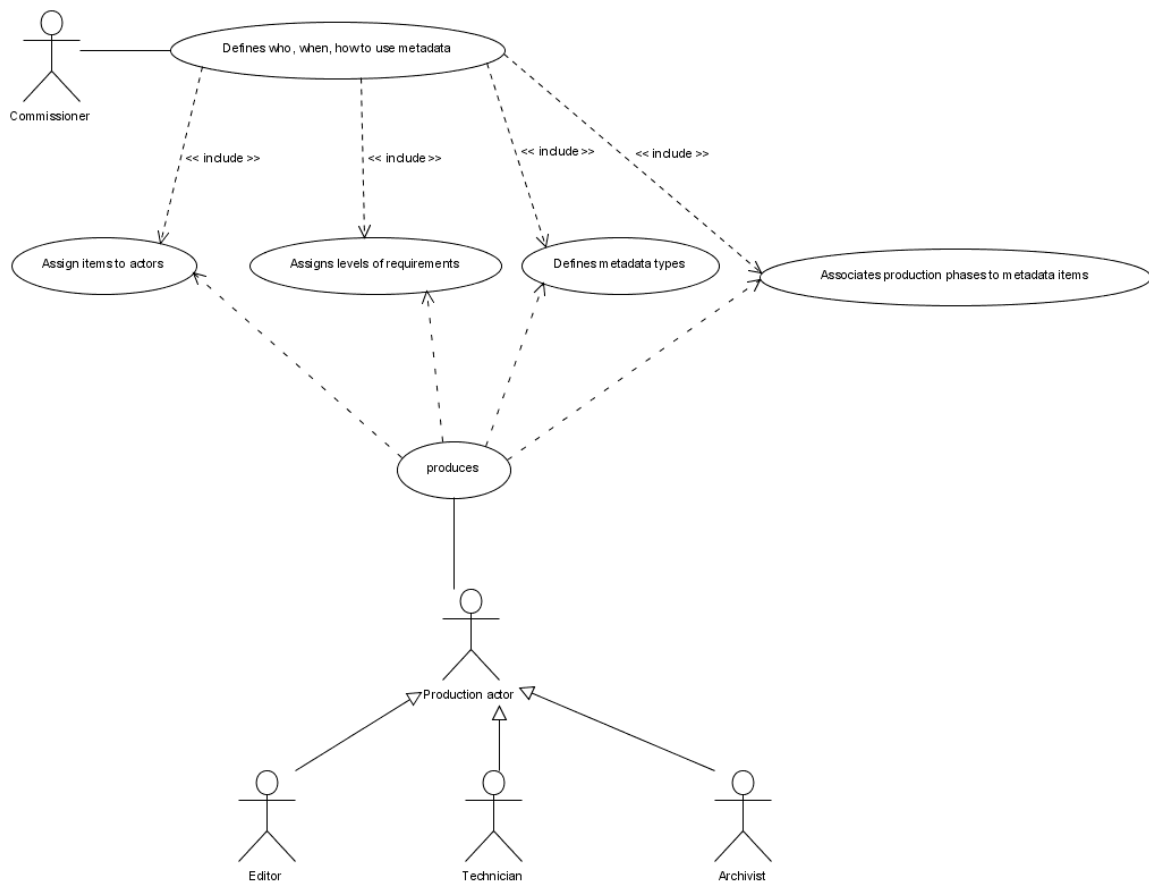 Defines who, when, how to use metadata
Commissioner
<< include >>
<< include >>
<< include >>
<< include >>
Assign items to actors
Assigns levels of requirements
Defines metadata types
Associates production phases to metadata items
produces
Production actor
Editor
Technician
Archivist